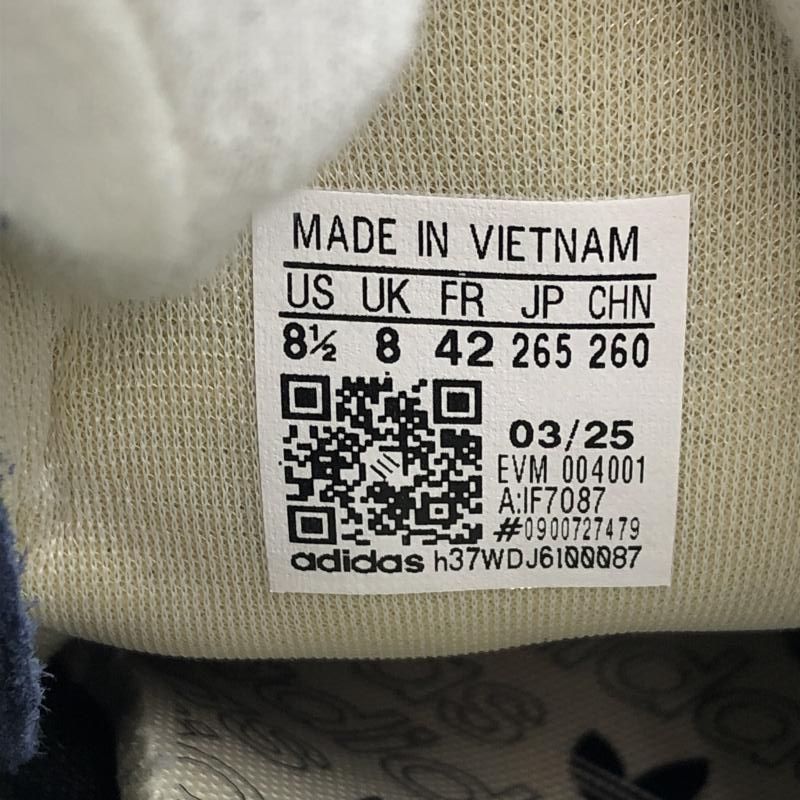 MADE IN VIETNAM
US UK FR JP CHN
8½ 8 42 265 260
03/25
EVM 004001
A:IF7087
#0900727479
adidas h37WDJ6100087